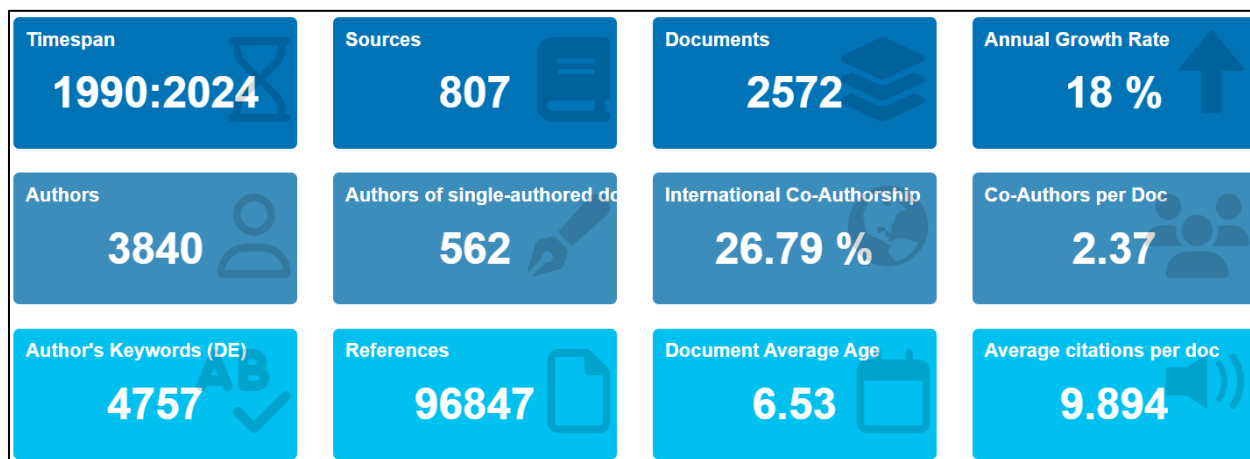 Timespan
1990:2024
Sources
807
Documents
2572
Annual Growth Rate
18 %
Authors
3840
Authors of single-authored do
562
International Co-Authorship
26.79 %
Co-Authors per Doc
2.37
Author's Keywords (DE)
4757
AB
References
96847
Document Average Age
6.53
Average citations per doc
9.894